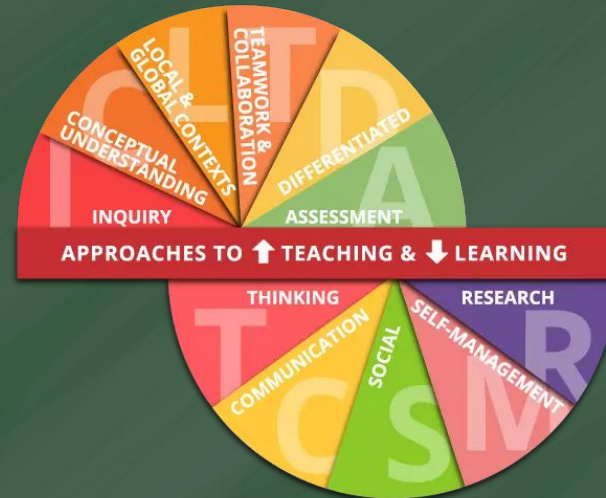 I
INQUIRY
C
CONCEPTUAL
UNDERSTANDING
L
LOCAL &
GLOBAL CONTEXTS
T
TEAMWORK &
COLLABORATION
D
DIFFERENTIATED
A
ASSESSMENT
APPROACHES TO ⬆ TEACHING & ⬇ LEARNING
T
THINKING
C
COMMUNICATION
S
SOCIAL
M
SELF-MANAGEMENT
R
RESEARCH